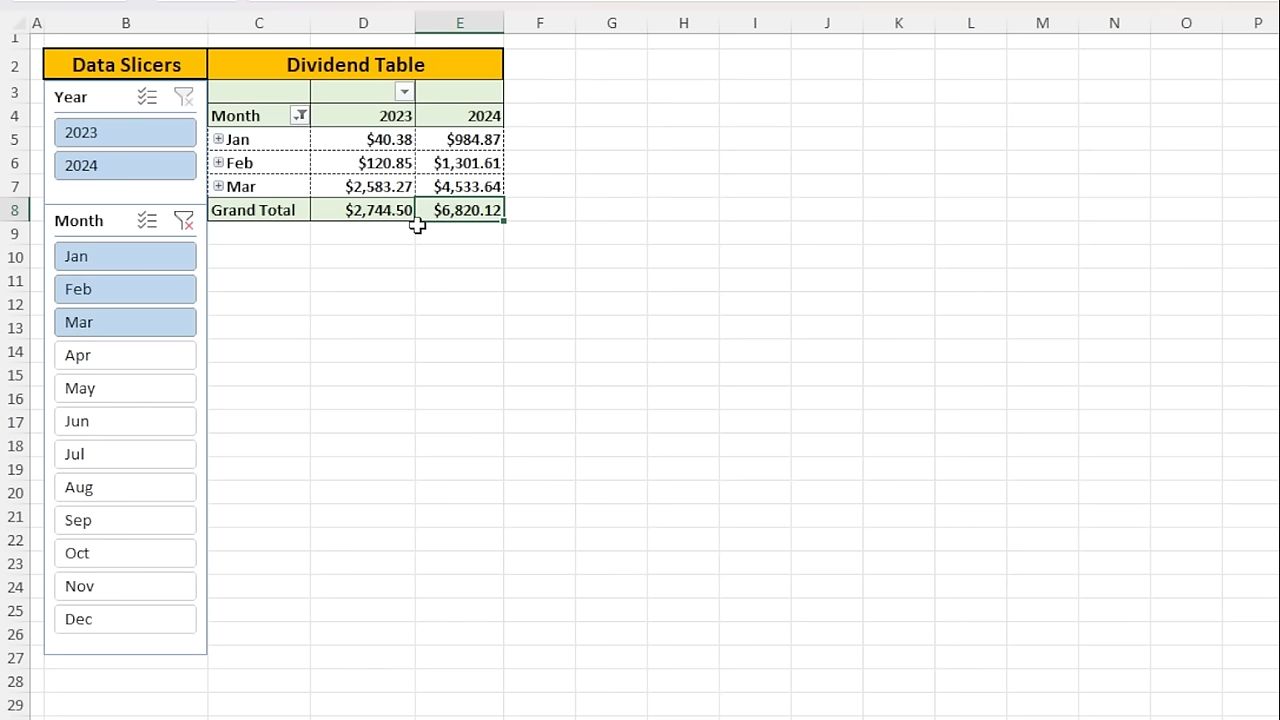 A B C D E F G H I J K L M N O P
1
2 Data Slicers Dividend Table
3 Year
4 Month 2023 2024
2023
5 Jan $40.38 $984.87
6 2024 Feb $120.85 $1,301.61
7 Mar $2,583.27 $4,533.64
8 Grand Total $2,744.50 $6,820.12
Month
9
10 Jan
11 Feb
12
13 Mar
14 Apr
15
16 May
17 Jun
18 Jul
19
20 Aug
21 Sep
22
23 Oct
24 Nov
25
26 Dec
27
28
29